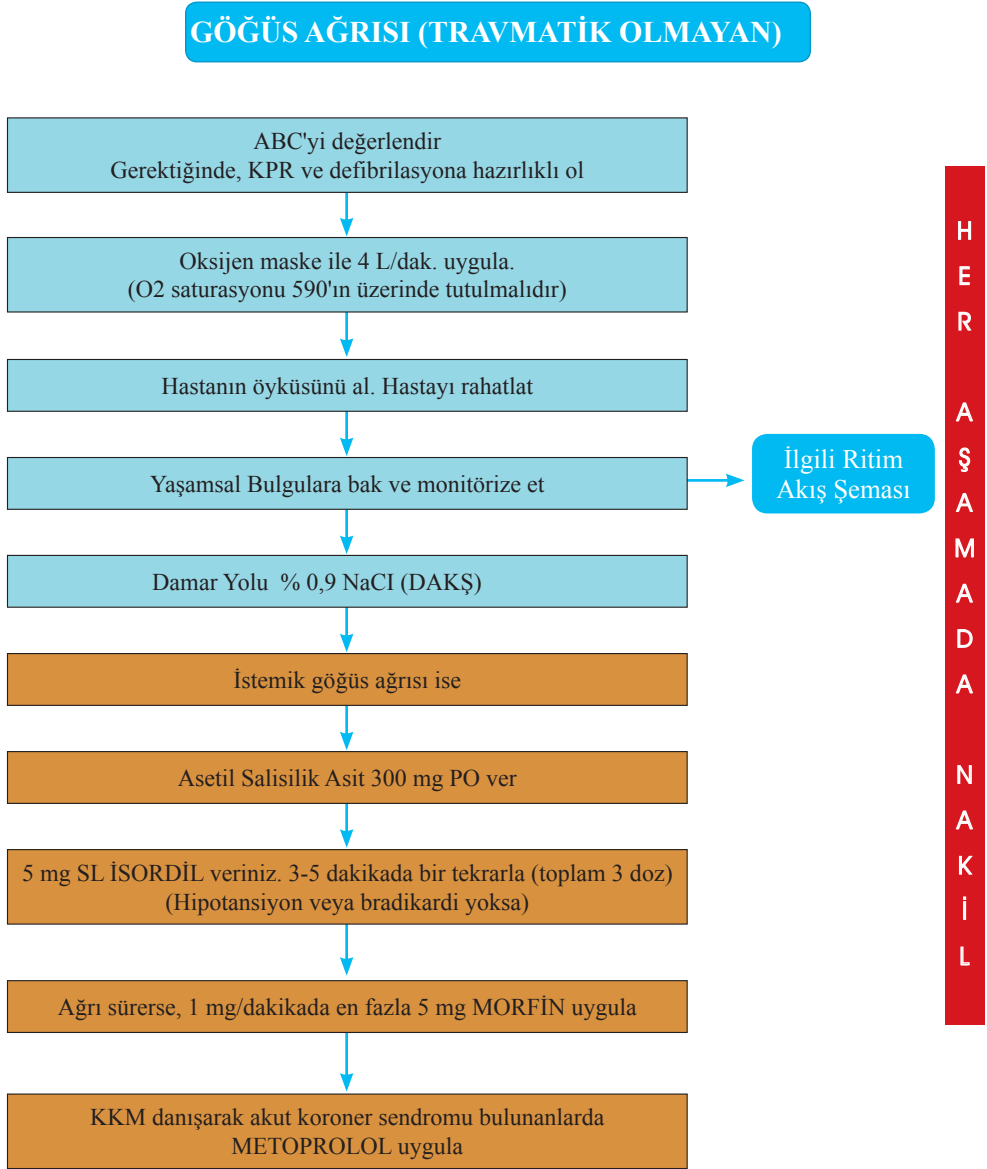 GÖĞÜS AĞRISI (TRAVMATİK OLMAYAN)
ABC'yi değerlendir
Gerektiğinde, KPR ve defibrilasyona hazırlıklı ol
Oksijen maske ile 4 L/dak. uygula.
(O2 saturasyonu 590'ın üzerinde tutulmalıdır)
Hastanın öyküsünü al. Hastayı rahatlat
Yaşamsal Bulgulara bak ve monitörize et
İlgili Ritim
Akış Şeması
Damar Yolu % 0,9 NaCI (DAKŞ)
İstemik göğüs ağrısı ise
Asetil Salisilik Asit 300 mg PO ver
5 mg SL İSORDİL veriniz. 3-5 dakikada bir tekrarla (toplam 3 doz)
(Hipotansiyon veya bradikardi yoksa)
Ağrı sürerse, 1 mg/dakikada en fazla 5 mg MORFİN uygula
KKM danışarak akut koroner sendromu bulunanlarda
METOPROLOL uygula
HER AŞAMADA NAKİL